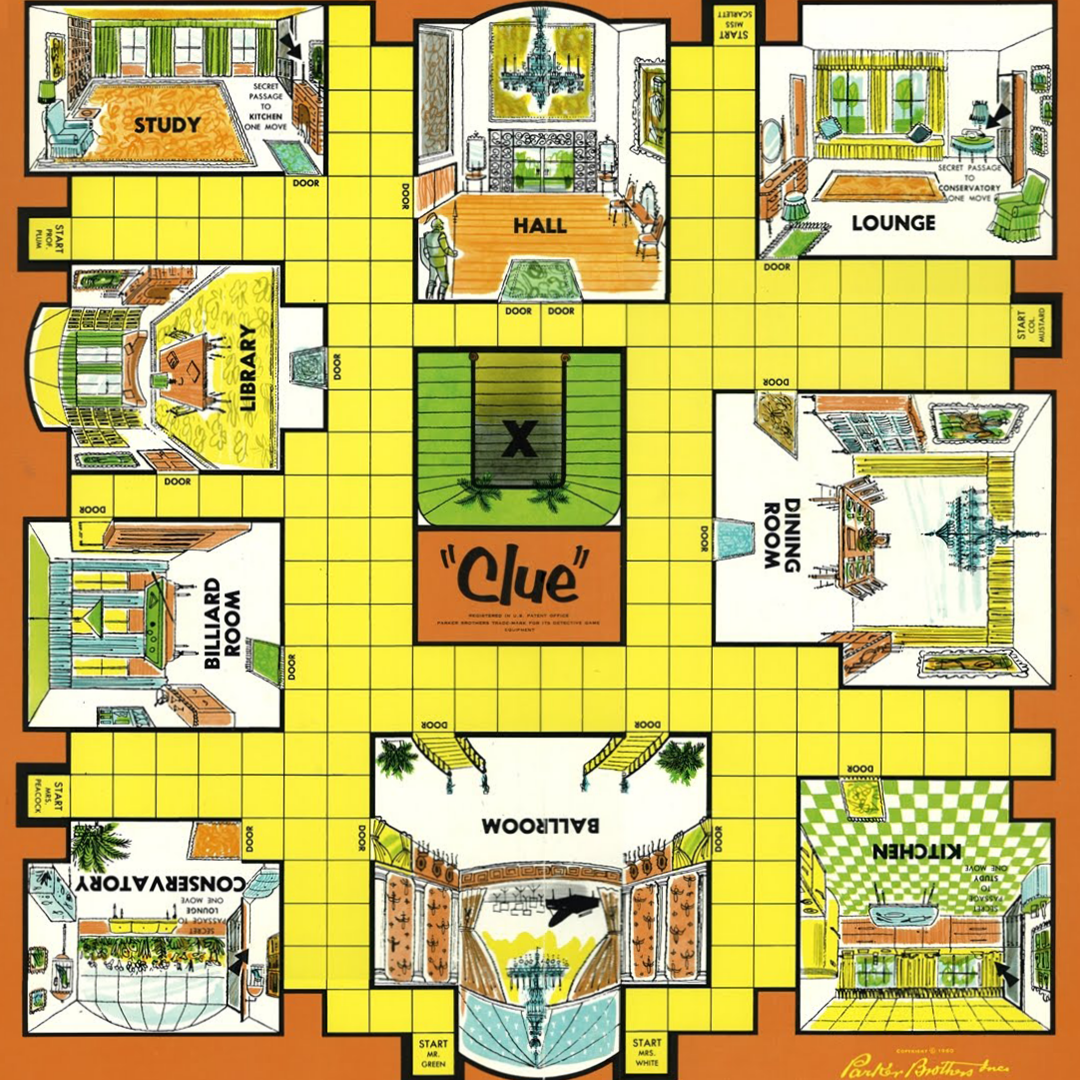 START
MISS
SCARLETT
SECRET
PASSAGE
TO
KITCHEN
ONE MOVE
STUDY
DOOR
DOOR
HALL
DOOR DOOR
SECRET PASSAGE
TO
CONSERVATORY
ONE MOVE
LOUNGE
DOOR
START
PROF.
PLUM
START
COL.
MUSTARD
LIBRARY
DOOR
DOOR
X
DOOR
DINING
ROOM
DOOR
"Clue"
REGISTERED IN U.S. PATENT OFFICE
PARKER BROTHERS TRADE-MARK FOR ITS DETECTIVE GAME
EQUIPMENT
DOOR
BILLIARD
ROOM
DOOR
START
MRS.
PEACOCK
DOOR
DOOR
BALLROOM
DOOR
DOOR
DOOR
CONSERVATORY
SECRET
PASSAGE TO
LOUNGE
ONE MOVE
DOOR
KITCHEN
SECRET
PASSAGE
TO
STUDY
ONE MOVE
START
MR.
GREEN
START
MRS.
WHITE
COPYRIGHT © 1960
Parker Brothers Inc